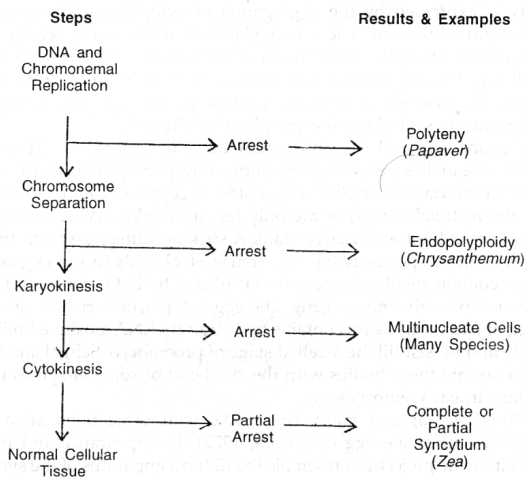 Steps
Results & Examples
DNA and
Chromonemal
Replication
Arrest
Polyteny
(Papaver)
Chromosome
Separation
Arrest
Endopolyploidy
(Chrysanthemum)
Karyokinesis
Arrest
Multinucleate Cells
(Many Species)
Cytokinesis
Partial
Arrest
Complete or
Partial
Syncytium
(Zea)
Normal Cellular
Tissue